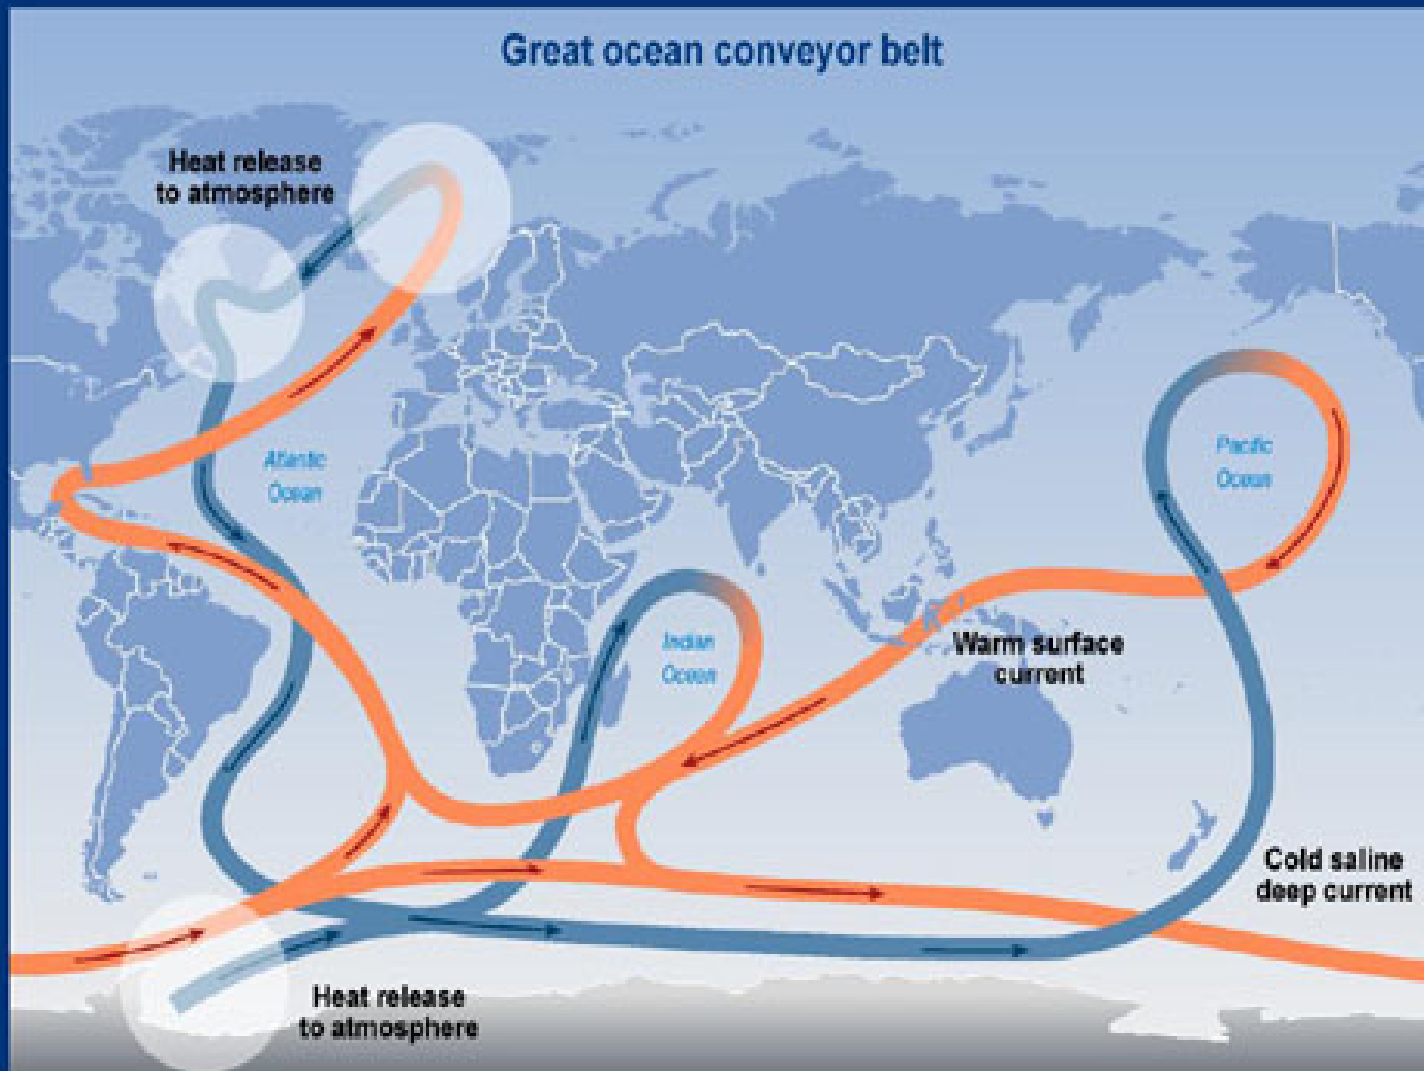 Great ocean conveyor belt
Heat release
to atmosphere
Atlantic
Ocean
Pacific
Ocean
Indian
Ocean
Warm surface
current
Cold saline
deep current
Heat release
to atmosphere